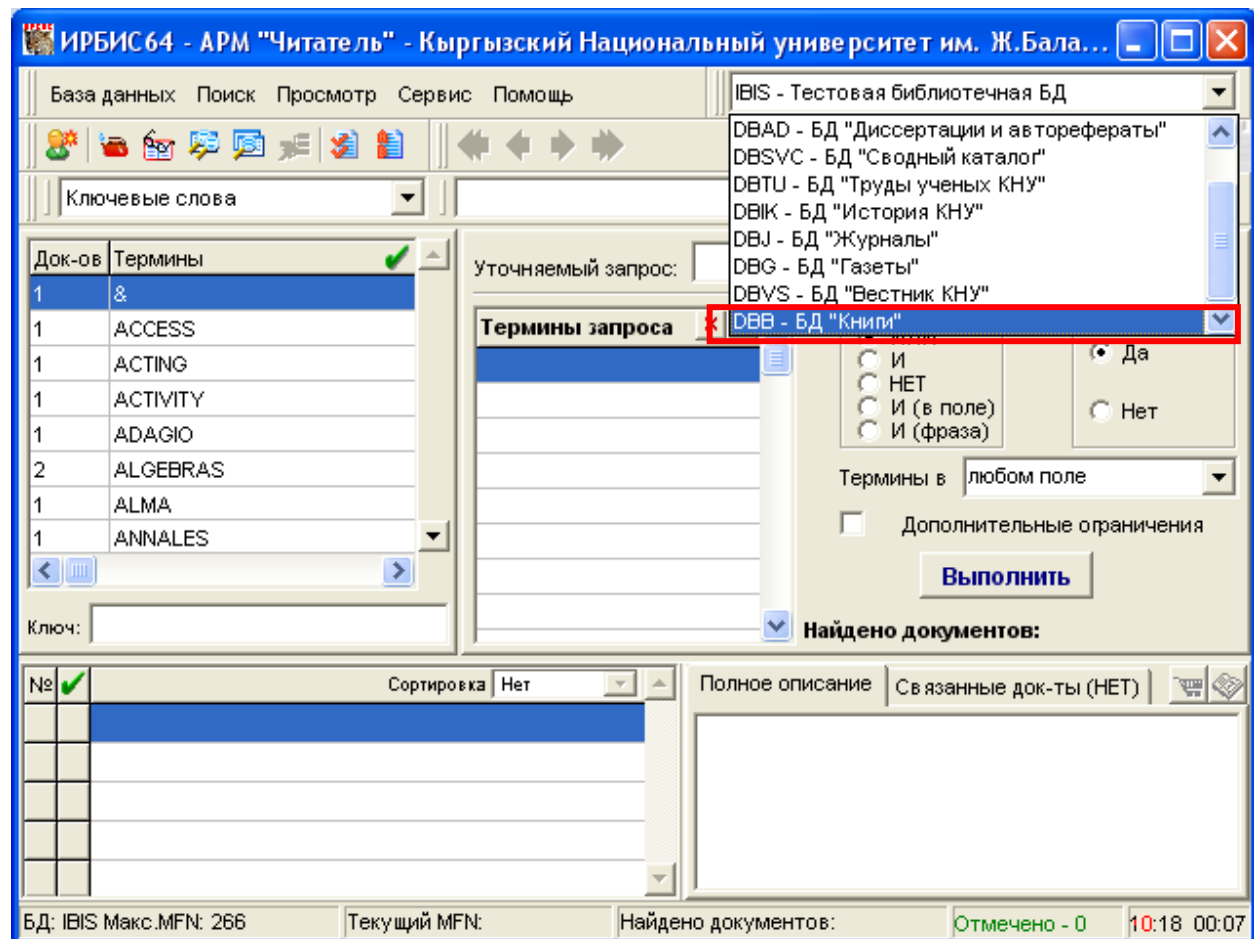 ИРБИС64 - АРМ "Читатель" - Кыргызский Национальный университет им. Ж.Бала...
База данных Поиск Просмотр Сервис Помощь
IBIS - Тестовая библиотечная БД
DBAD - БД "Диссертации и авторефераты"
DBSVC - БД "Сводный каталог"
DBTU - БД "Труды ученых КНУ"
DBIK - БД "История КНУ"
DBJ - БД "Журналы"
DBG - БД "Газеты"
DBVS - БД "Вестник КНУ"
DBB - БД "Книги"
Ключевые слова
Док-ов Термины
1 &
1 ACCESS
1 ACTING
1 ACTIVITY
1 ADAGIO
2 ALGEBRAS
1 ALMA
1 ANNALES
Ключ:
Уточняемый запрос:
Термины запроса
И
НЕТ
И (в поле)
И (фраза)
Да
Нет
Термины в любом поле
Дополнительные ограничения
Выполнить
Найдено документов:
№ Сортировка Нет
Полное описание Связанные док-ты (НЕТ)
БД: IBIS Макс.MFN: 266 Текущий MFN: Найдено документов: Отмечено - 0 10:18 00:07